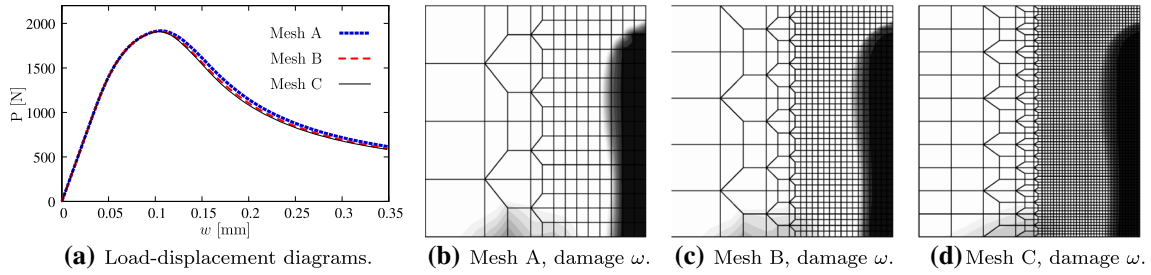 2000
1500
1000
500
0
P [N]
Mesh A
Mesh B
Mesh C
0 0.05 0.1 0.15 0.2 0.25 0.3 0.35
w [mm]
(a) Load-displacement diagrams.
(b) Mesh A, damage ω.
(c) Mesh B, damage ω.
(d) Mesh C, damage ω.